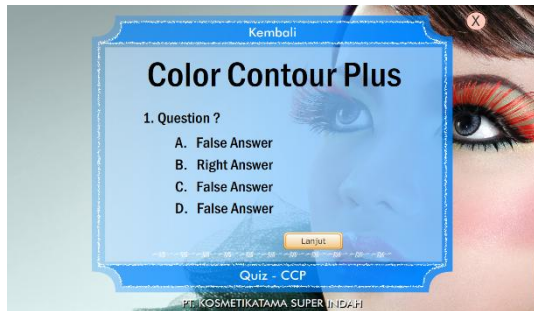 Kembali
X
Color Contour Plus
1. Question ?
A. False Answer
B. Right Answer
C. False Answer
D. False Answer
Lanjut
Quiz - CCP
PT. KOSMETIKATAMA SUPER INDAH